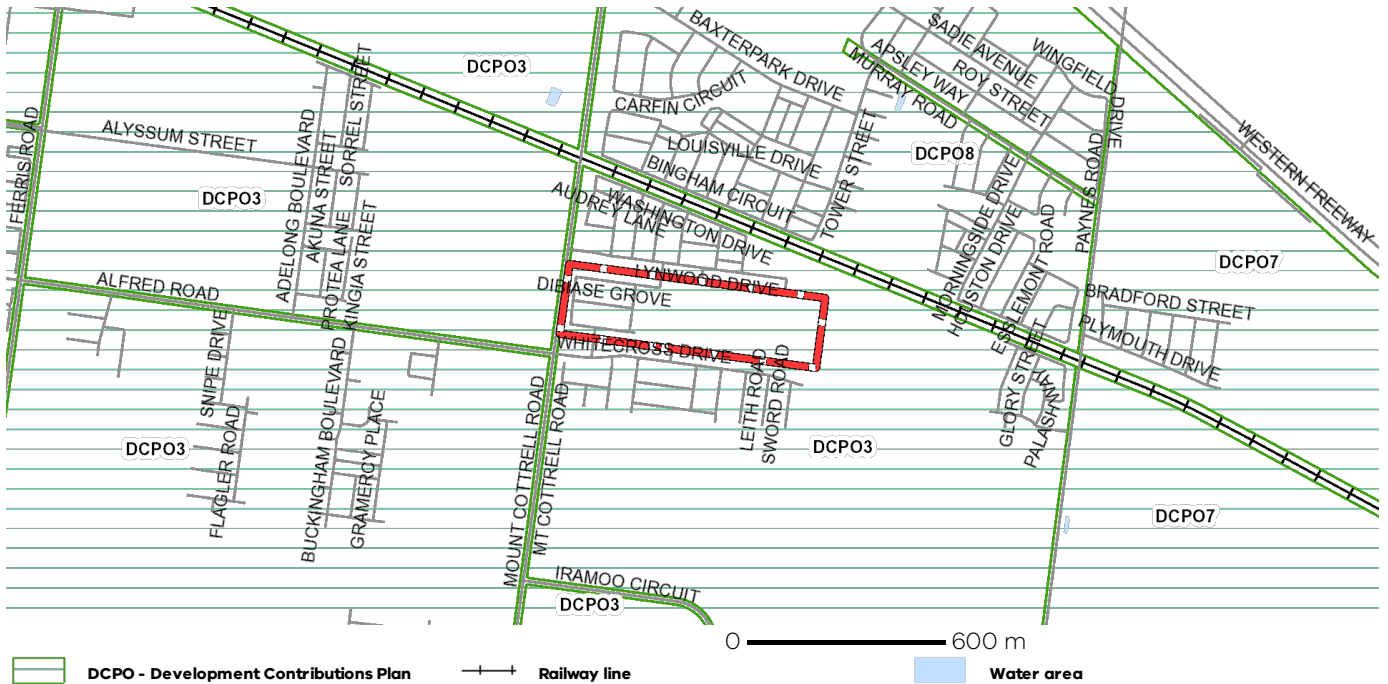 BAXTERPARK DRIVE
SADIE AVENUE
WINGFIELD
DRIVE
APSLEY WAY
ROY STREET
MURRAY ROAD
WESTERN FREEWAY
DCPO3
CARFIN CIRCUIT
SORREL STREET
ALYSSUM STREET
FERRIS ROAD
ADELONG BOULEVARD
AKUNA STREET
LOUISVILLE DRIVE
BINGHAM CIRCUIT
TOWER STREET
DCPO8
PAYNES ROAD
DCPO3
AUDREY LANE
WASHINGTON DRIVE
PROTEA LANE
KINGIA STREET
MORNINGSIDE DRIVE
HOUSTON DRIVE
ESSLEMONT ROAD
DCPO7
ALFRED ROAD
LYNWOOD DRIVE
DIBIASE GROVE
BRADFORD STREET
PLYMOUTH DRIVE
WHITECROSS DRIVE
SNIPE DRIVE
LEITH ROAD
SWORD ROAD
GLORY STREET
PALASH WAY
BUCKINGHAM BOULEVARD
GRAMERCY PLACE
FLAGLER ROAD
MOUNT COTTRELL ROAD
MT COTTRELL ROAD
DCPO3
DCPO3
DCPO7
IRAMOO CIRCUIT
DCPO3
0 600 m
DCPO - Development Contributions Plan
Railway line
Water area